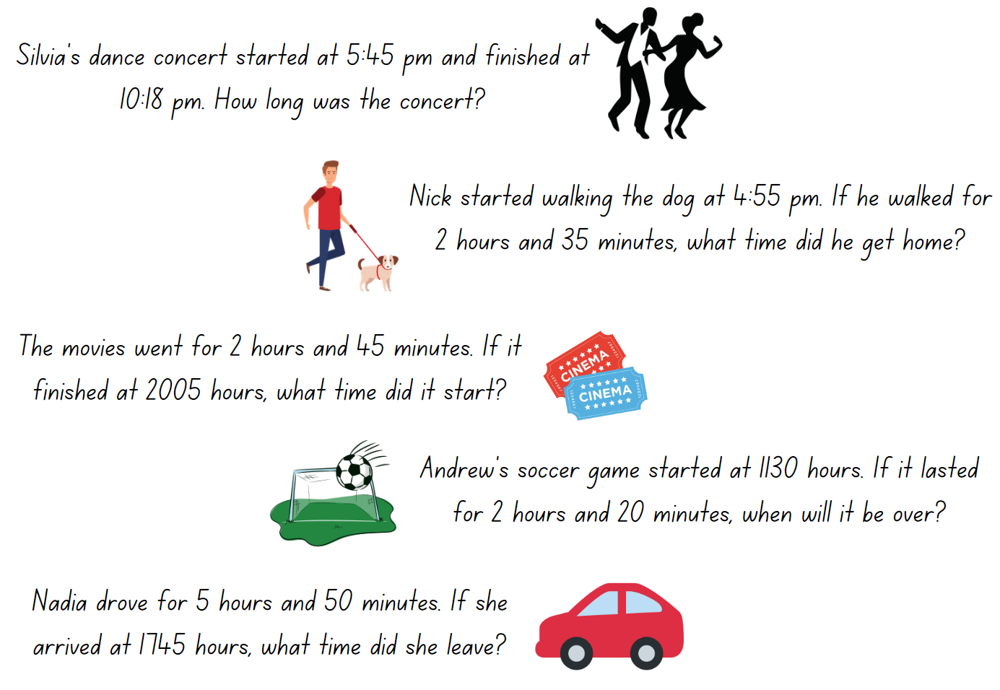 Silvia's dance concert started at 5:45 pm and finished at
10:18 pm. How long was the concert?
Nick started walking the dog at 4:55 pm. If he walked for
2 hours and 35 minutes, what time did he get home?
The movies went for 2 hours and 45 minutes. If it
finished at 2005 hours, what time did it start?
CINEMA
CINEMA
Andrew's soccer game started at 1130 hours. If it lasted
for 2 hours and 20 minutes, when will it be over?
Nadia drove for 5 hours and 50 minutes. If she
arrived at 1745 hours, what time did she leave?